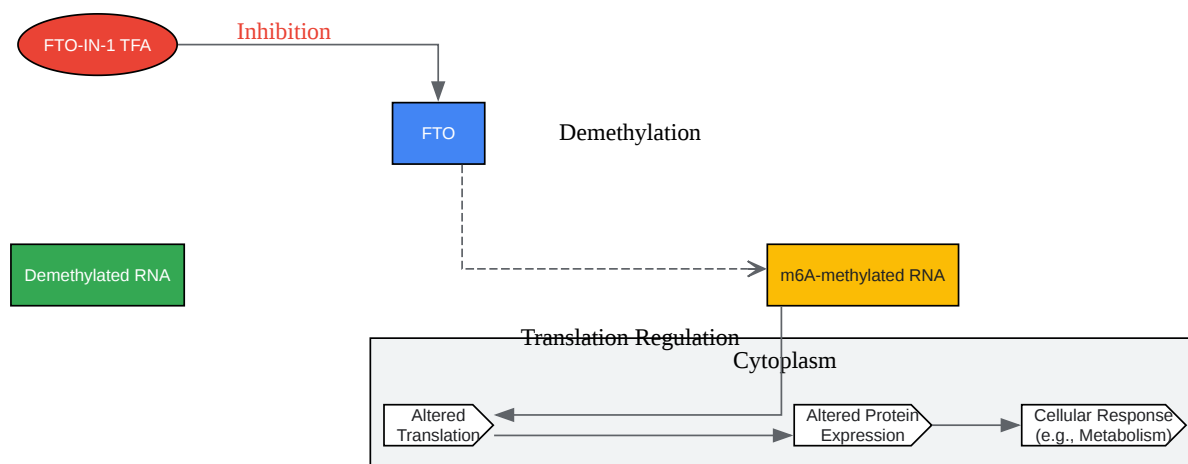 Inhibition
FTO-IN-1 TFA
FTO
Demethylation
Demethylated RNA
m6A-methylated RNA
Translation Regulation
Cytoplasm
Altered
Translation
Altered Protein
Expression
Cellular Response
(e.g., Metabolism)